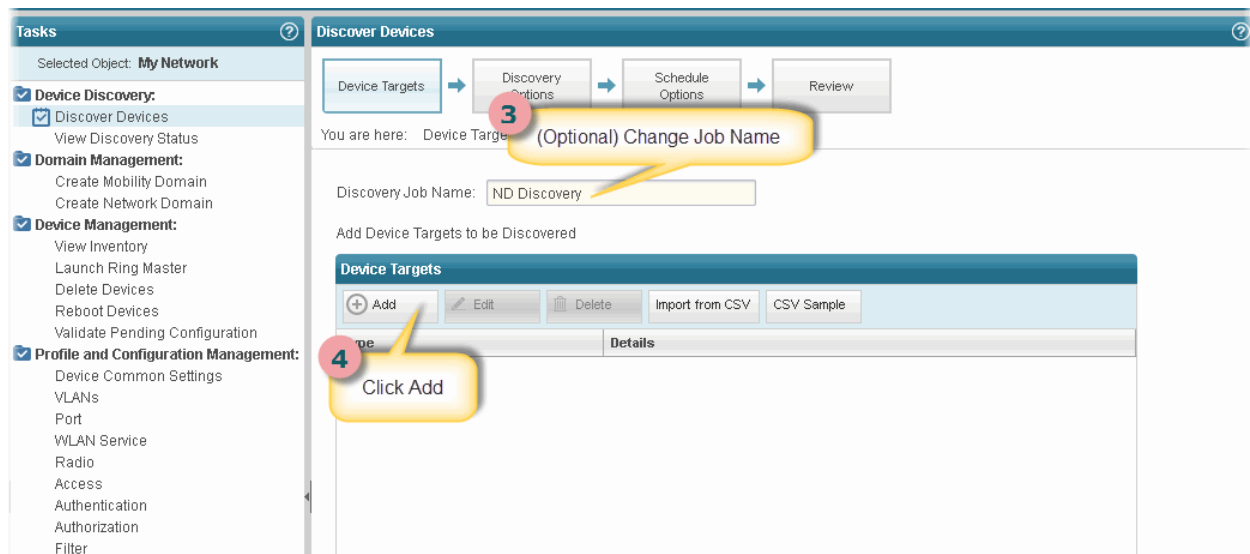 Tasks
Selected Object: My Network
Device Discovery:
Discover Devices
View Discovery Status
Domain Management:
Create Mobility Domain
Create Network Domain
Device Management:
View Inventory
Launch Ring Master
Delete Devices
Reboot Devices
Validate Pending Configuration
Profile and Configuration Management:
Device Common Settings
VLANs
Port
WLAN Service
Radio
Access
Authentication
Authorization
Filter
Discover Devices
Device Targets
Discovery
Options
Schedule
Options
Review
3
(Optional) Change Job Name
You are here: Device Targe
Discovery Job Name: ND Discovery
Add Device Targets to be Discovered
Device Targets
Add Edit Delete Import from CSV CSV Sample
Details
4
Click Add